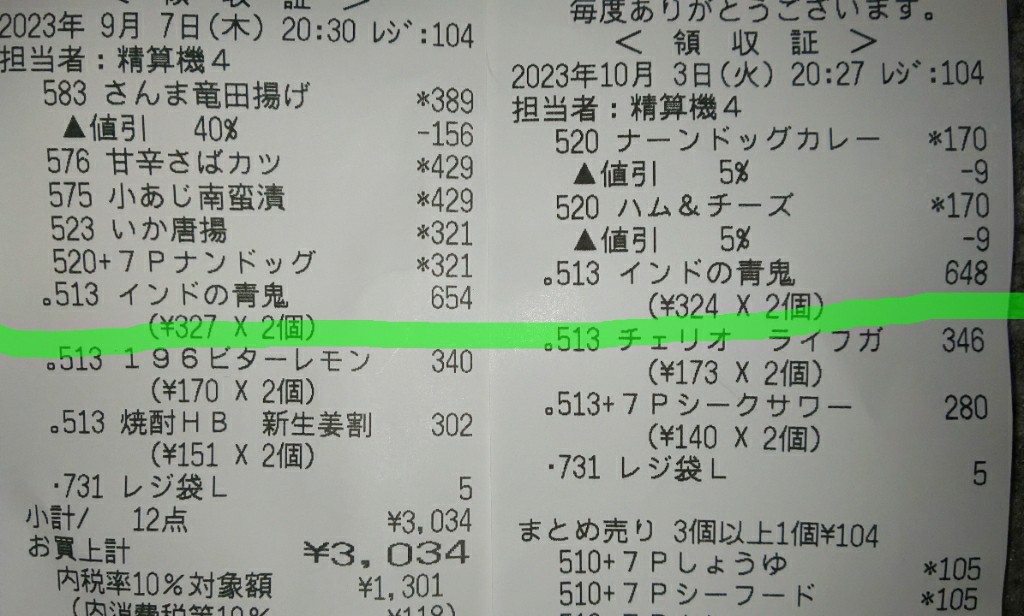 ＜ 領 収 証 ＞
2023年 9月 7日(木) 20:30 ﾚｼﾞ:104
担当者：精算機４
583 さんま竜田揚げ *389
▲値引 40% -156
576 甘辛さばカツ *429
575 小あじ南蛮漬 *429
523 いか唐揚 *321
520+７Ｐナンドッグ *321
｡513 インドの青鬼 654
(¥327 X 2個)
｡513 １９６ビターレモン 340
(¥170 X 2個)
｡513 焼酎ＨＢ 新生姜割 302
(¥151 X 2個)
･731 レジ袋Ｌ 5
小計/ 12点 ¥3,034
お買上計 ¥3,034
内税率10%対象額 ¥1,301
(内消費税等10% ¥118)
毎度ありがとうございます。
＜ 領 収 証 ＞
2023年10月 3日(火) 20:27 ﾚｼﾞ:104
担当者：精算機４
520 ナーンドッグカレー *170
▲値引 5% -9
520 ハム＆チーズ *170
▲値引 5% -9
｡513 インドの青鬼 648
(¥324 X 2個)
｡513 チェリオ ライフガ 346
(¥173 X 2個)
｡513+７Ｐシークサワー 280
(¥140 X 2個)
･731 レジ袋Ｌ 5
まとめ売り 3個以上1個¥104
510+７Ｐしょうゆ *105
510+７Ｐシーフード *105